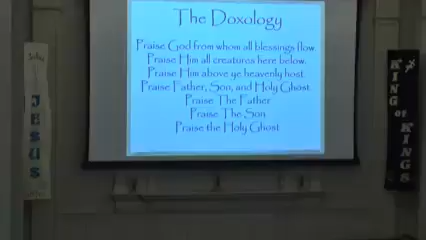 The Doxology
Praise God from whom all blessings flow.
Praise Him all creatures here below.
Praise Him above ye heavenly host.
Praise Father, Son, and Holy Ghost.
Praise The Father
Praise The Son
Praise the Holy Ghost
JESUS
KING
of
KINGS